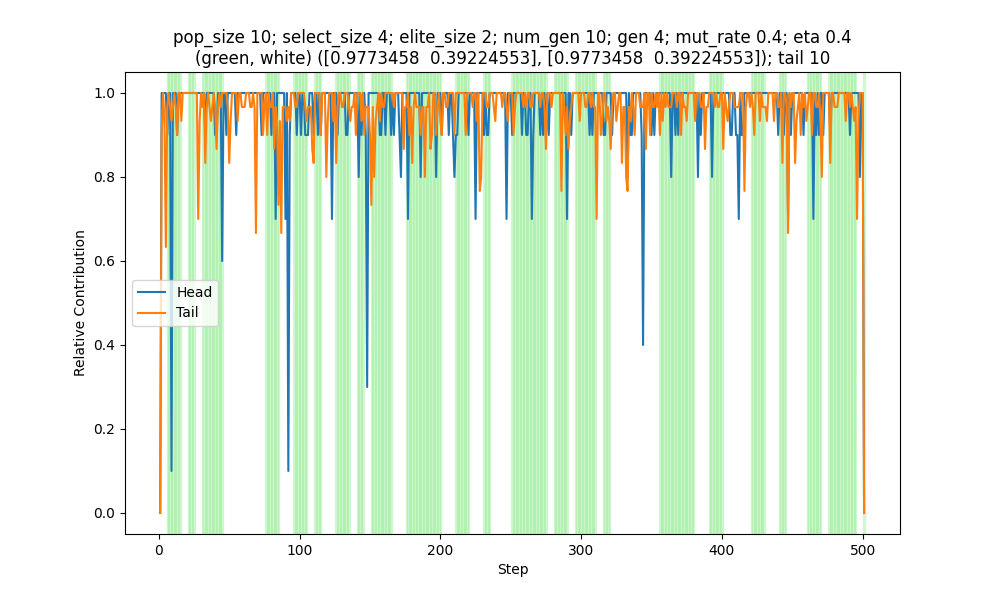 pop_size 10; select_size 4; elite_size 2; num_gen 10; gen 4; mut_rate 0.4; eta 0.4
(green, white) ([0.9773458  0.39224553], [0.9773458  0.39224553]); tail 10
1.0
0.8
0.6
0.4
0.2
0.0
Relative Contribution
Head
Tail
0
100
200
300
400
500
Step